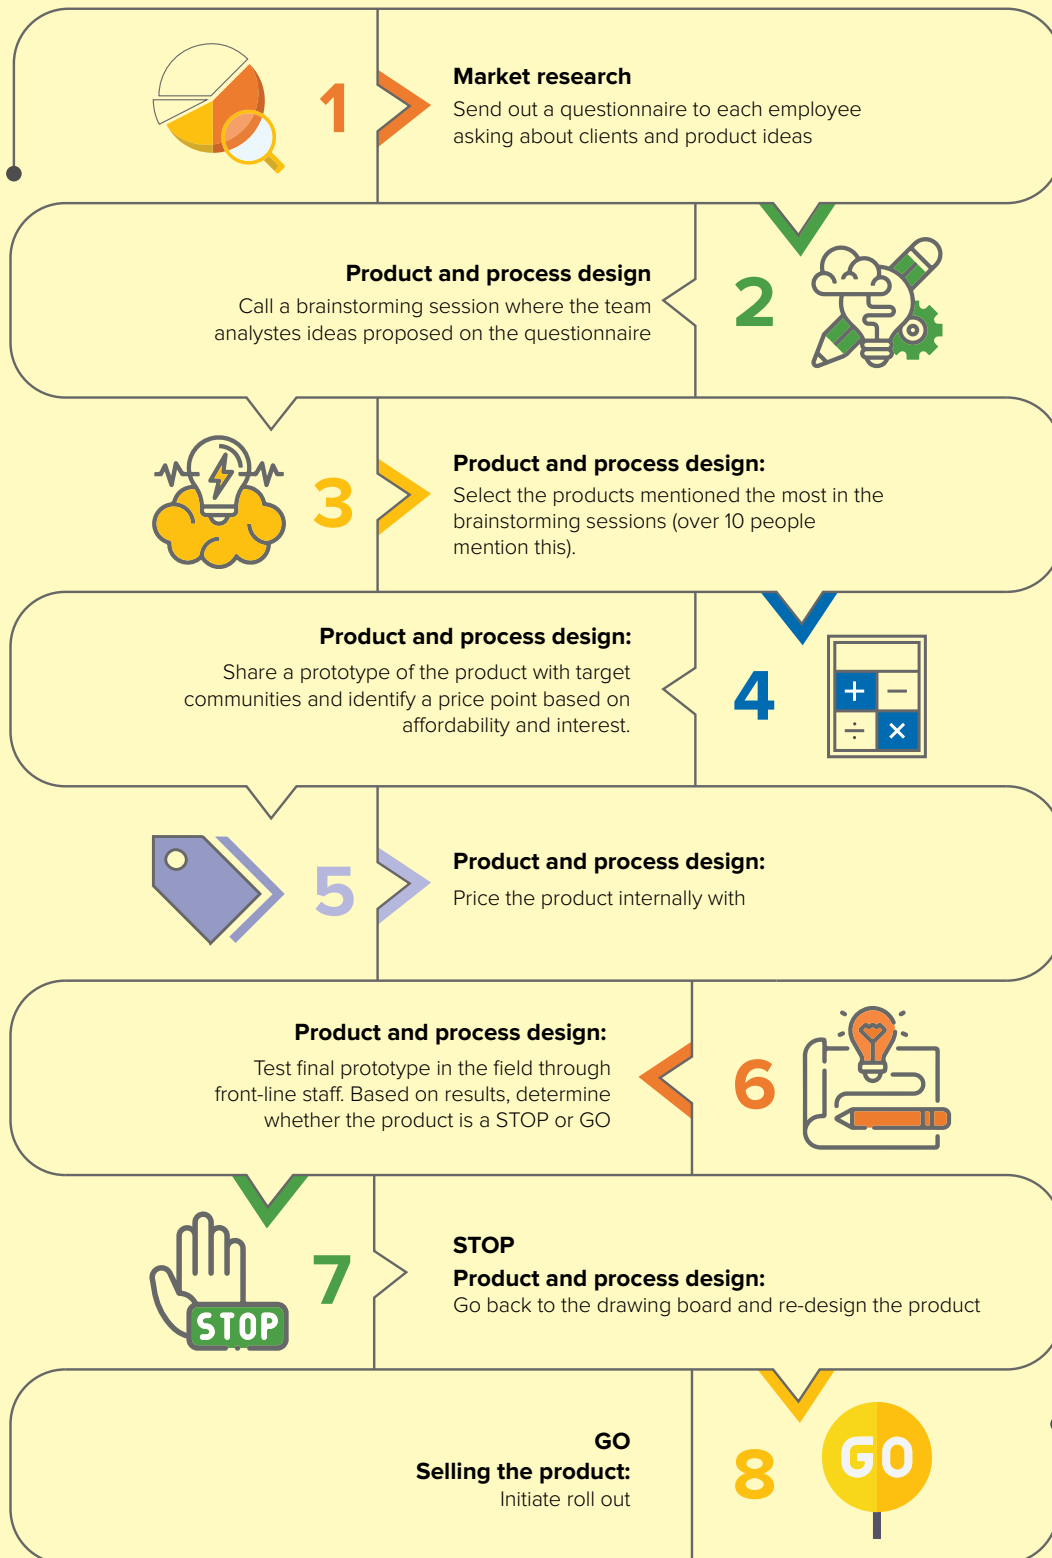 1
Market research
Send out a questionnaire to each employee
asking about clients and product ideas
Product and process design
Call a brainstorming session where the team
analystes ideas proposed on the questionnaire
2
3
Product and process design:
Select the products mentioned the most in the
brainstorming sessions (over 10 people
mention this).
Product and process design:
Share a prototype of the product with target
communities and identify a price point based on
affordability and interest.
4
+ −
÷ ×
5
Product and process design:
Price the product internally with
Product and process design:
Test final prototype in the field through
front-line staff. Based on results, determine
whether the product is a STOP or GO
6
STOP
7
STOP
Product and process design:
Go back to the drawing board and re-design the product
GO
Selling the product:
Initiate roll out
8
GO